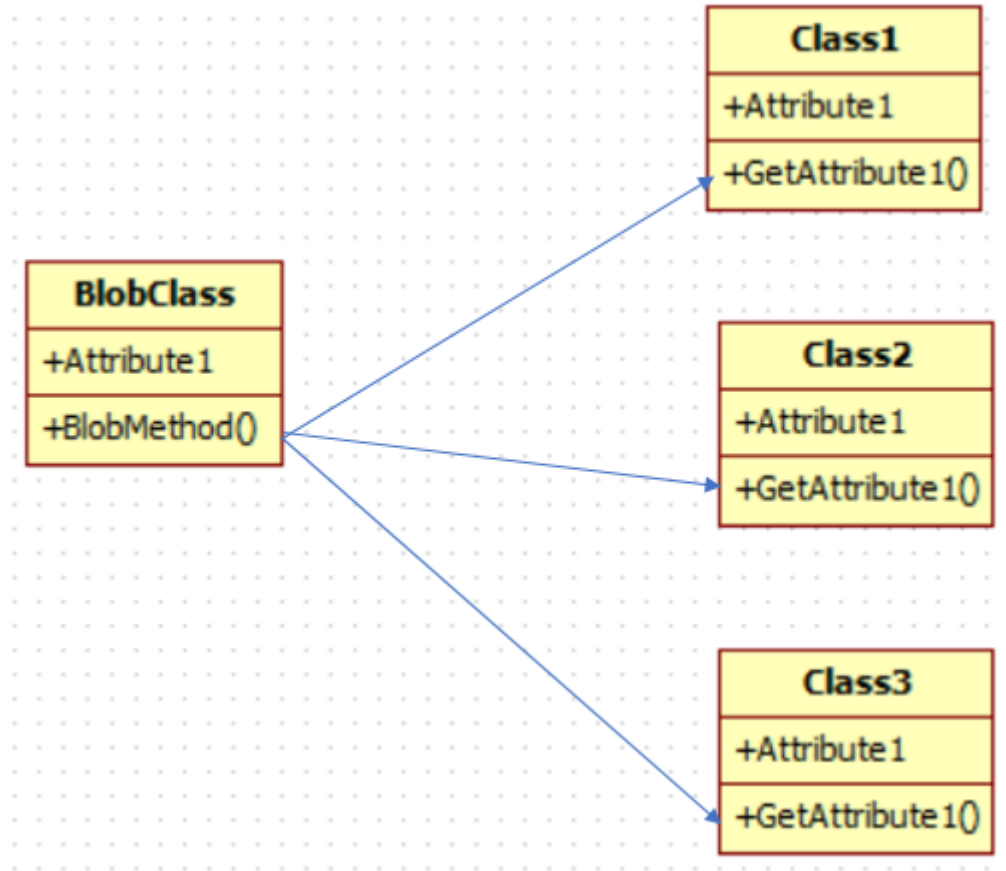 BlobClass
+Attribute1
+BlobMethod()
Class1
+Attribute1
+GetAttribute1()
Class2
+Attribute1
+GetAttribute1()
Class3
+Attribute1
+GetAttribute1()